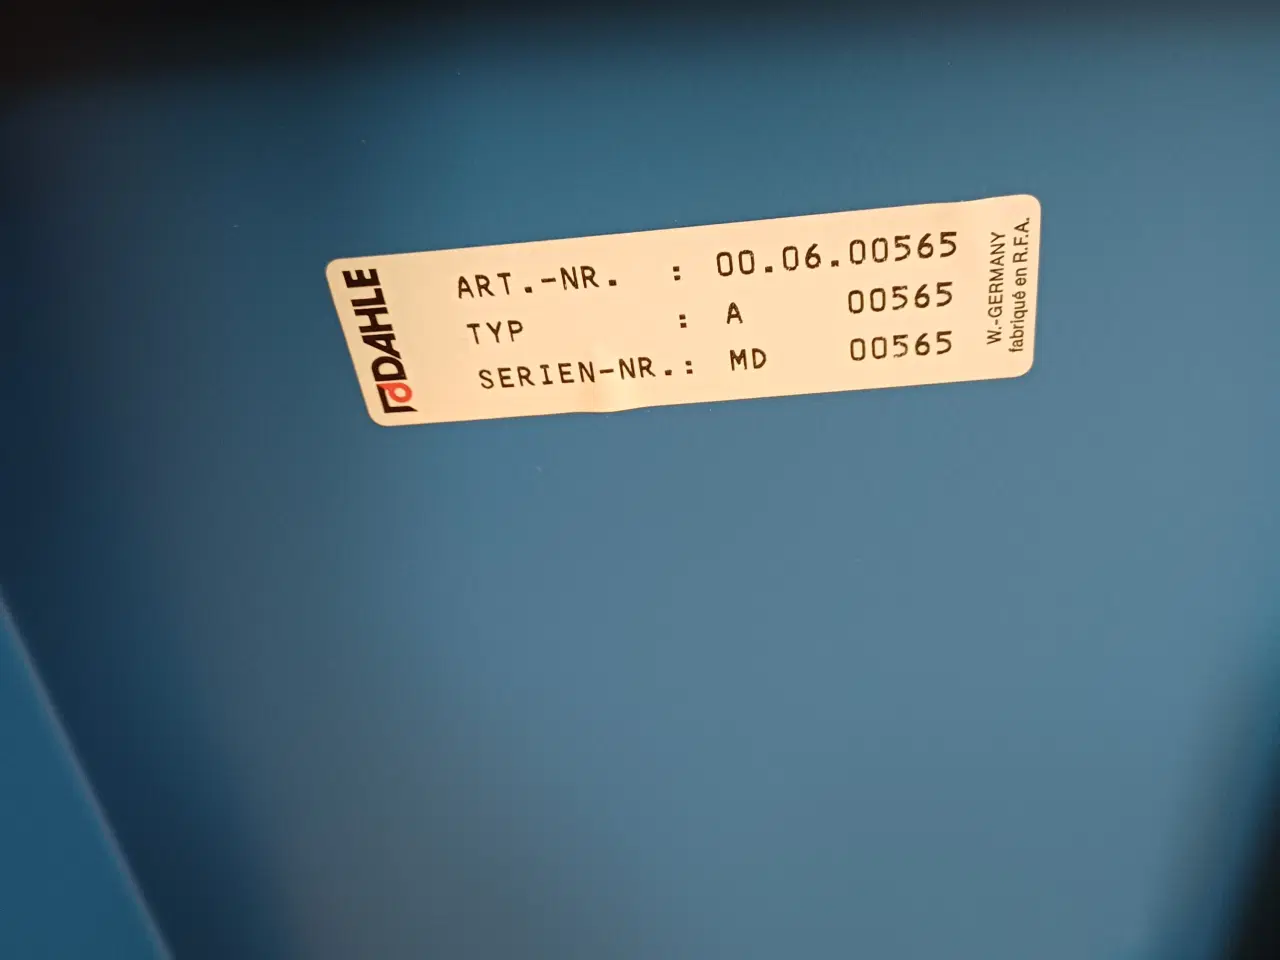 DAHLE
ART.-NR. : 00.06.00565
TYP : A 00565
SERIEN-NR.: MD 00565
W.-GERMANY
fabriqué en R.F.A.